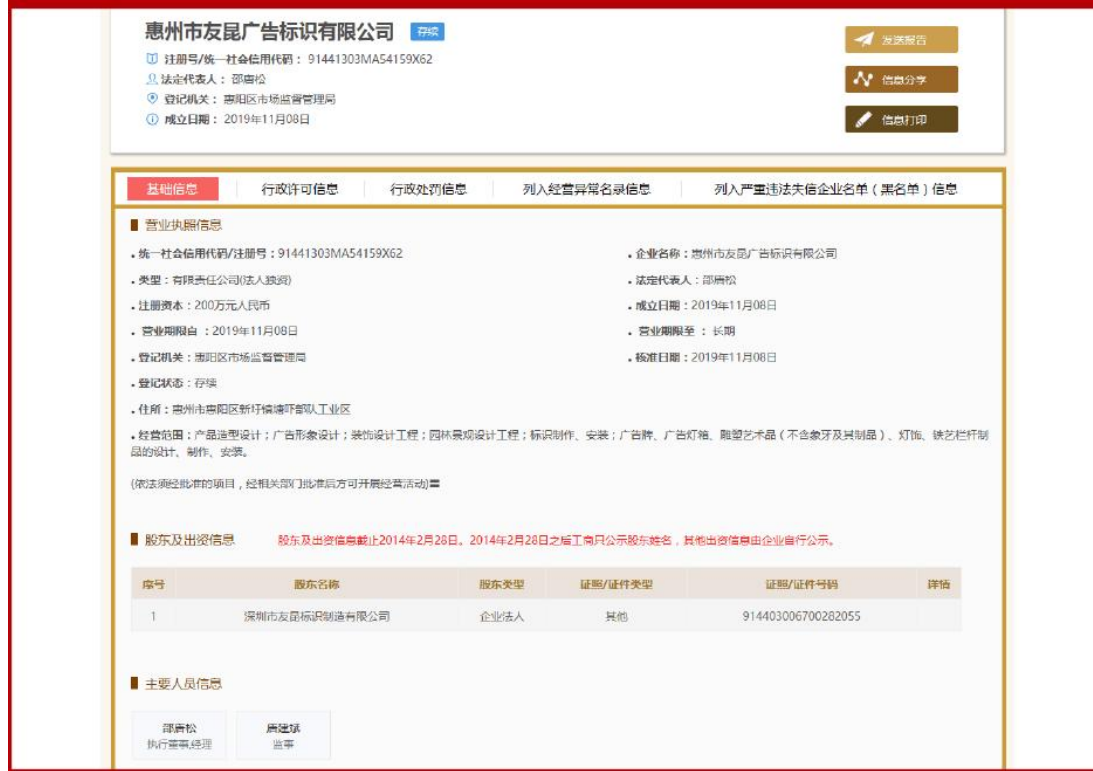 惠州市友昆广告标识有限公司 存续
注册号/统一社会信用代码： 91441303MA54159X62
法定代表人： 邵唐松
登记机关： 惠阳区市场监督管理局
成立日期： 2019年11月08日
发送报告
信息分享
信息打印
基础信息 行政许可信息 行政处罚信息 列入经营异常名录信息 列入严重违法失信企业名单（黑名单）信息
营业执照信息
统一社会信用代码/注册号：91441303MA54159X62
企业名称：惠州市友昆广告标识有限公司
类型：有限责任公司(法人独资)
法定代表人：邵唐松
注册资本：200万元人民币
成立日期：2019年11月08日
营业期限自 ：2019年11月08日
营业期限至 ： 长期
登记机关：惠阳区市场监督管理局
核准日期：2019年11月08日
登记状态：存续
住所：惠州市惠阳区新圩镇塘吓部队工业区
经营范围：产品造型设计；广告形象设计；装饰设计工程；园林景观设计工程；标识制作、安装；广告牌、广告灯箱、雕塑艺术品（不含象牙及其制品）、灯饰、铁艺栏杆制
品的设计、制作、安装。
(依法须经批准的项目，经相关部门批准后方可开展经营活动)〓
股东及出资信息 股东及出资信息截止2014年2月28日。2014年2月28日之后工商只公示股东姓名，其他出资信息由企业自行公示。
序号 股东名称 股东类型 证照/证件类型 证照/证件号码 详情
1 深圳市友昆标识制造有限公司 企业法人 其他 914403006700282055
主要人员信息
邵唐松 唐建斌
执行董事,经理 监事